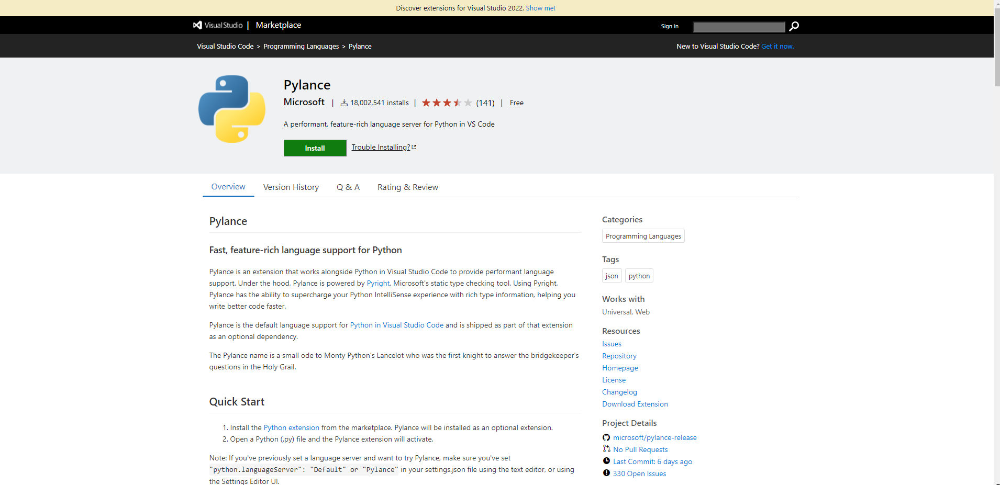 Discover extensions for Visual Studio 2022. Show me!
Visual Studio | Marketplace
Sign in
Visual Studio Code > Programming Languages > Pylance
New to Visual Studio Code? Get it now.
Pylance
Microsoft | 18,002,541 installs | (141) | Free
A performant, feature-rich language server for Python in VS Code
Install Trouble Installing?
Overview Version History Q & A Rating & Review
Pylance
Fast, feature-rich language support for Python
Pylance is an extension that works alongside Python in Visual Studio Code to provide performant language
support. Under the hood, Pylance is powered by Pyright, Microsoft's static type checking tool. Using Pyright,
Pylance has the ability to supercharge your Python IntelliSense experience with rich type information, helping you
write better code faster.
Pylance is the default language support for Python in Visual Studio Code and is shipped as part of that extension
as an optional dependency.
The Pylance name is a small ode to Monty Python's Lancelot who was the first knight to answer the bridgekeeper's
questions in the Holy Grail.
Quick Start
1. Install the Python extension from the marketplace. Pylance will be installed as an optional extension.
2. Open a Python (.py) file and the Pylance extension will activate.
Note: If you've previously set a language server and want to try Pylance, make sure you've set
"python.languageServer": "Default" or "Pylance" in your settings.json file using the text editor, or using
the Settings Editor UI.
Categories
Programming Languages
Tags
json python
Works with
Universal, Web
Resources
Issues
Repository
Homepage
License
Changelog
Download Extension
Project Details
microsoft/pylance-release
No Pull Requests
Last Commit: 6 days ago
330 Open Issues